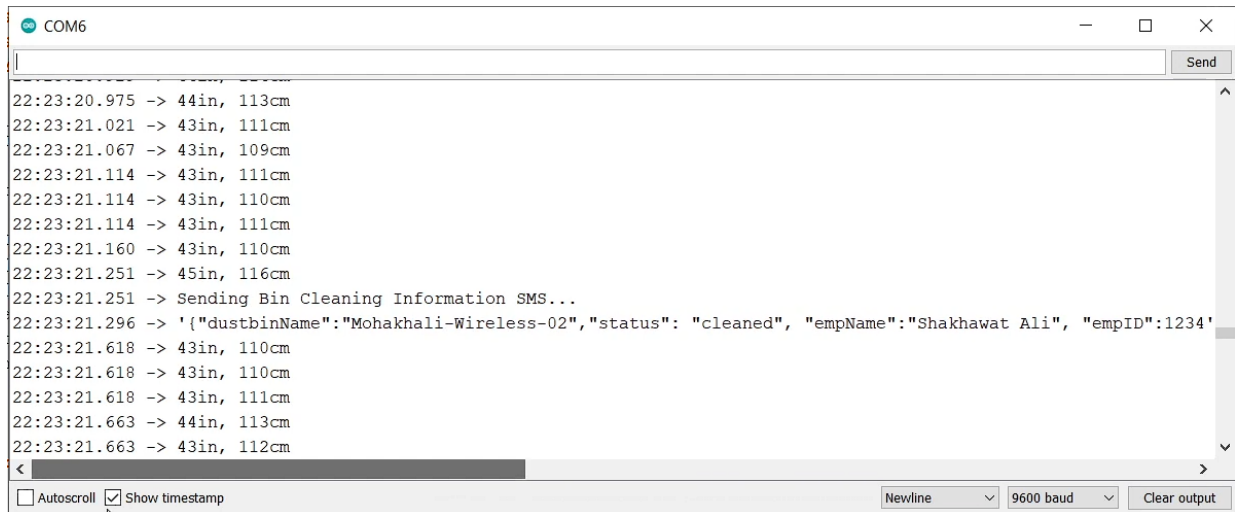 COM6
Send
22:23:20.975 -> 44in, 113cm
22:23:21.021 -> 43in, 111cm
22:23:21.067 -> 43in, 109cm
22:23:21.114 -> 43in, 111cm
22:23:21.114 -> 43in, 110cm
22:23:21.114 -> 43in, 111cm
22:23:21.160 -> 43in, 110cm
22:23:21.251 -> 45in, 116cm
22:23:21.251 -> Sending Bin Cleaning Information SMS...
22:23:21.296 -> '{"dustbinName":"Mohakhali-Wireless-02","status": "cleaned", "empName":"Shakhawat Ali", "empID":1234'
22:23:21.618 -> 43in, 110cm
22:23:21.618 -> 43in, 110cm
22:23:21.618 -> 43in, 111cm
22:23:21.663 -> 44in, 113cm
22:23:21.663 -> 43in, 112cm
Autoscroll Show timestamp Newline 9600 baud Clear output